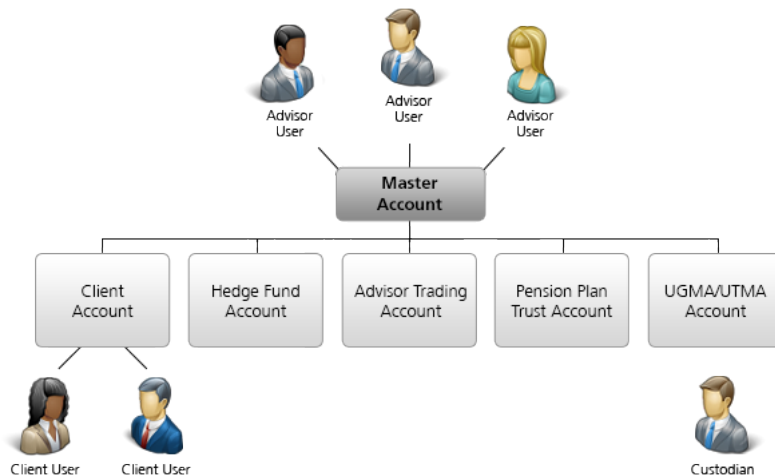 Advisor
User
Advisor
User
Advisor
User
Master
Account
Client
Account
Hedge Fund
Account
Advisor Trading
Account
Pension Plan
Trust Account
UGMA/UTMA
Account
Client User
Client User
Custodian